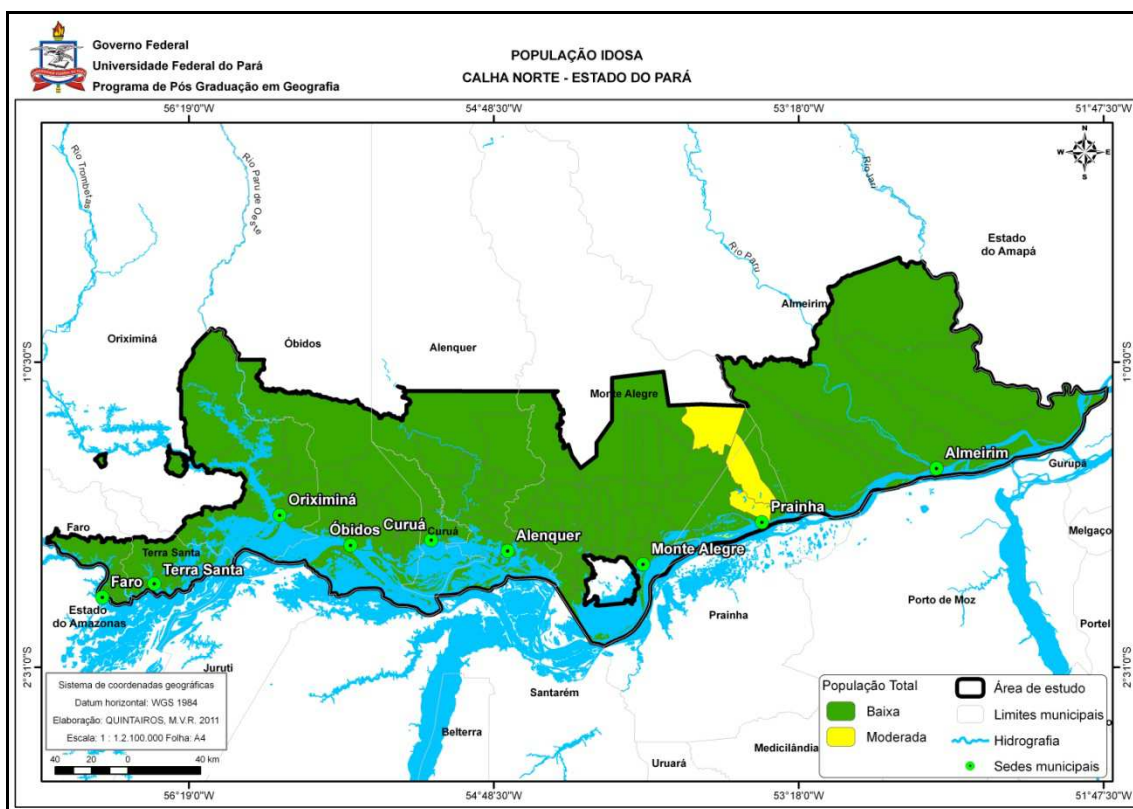 Governo Federal
Universidade Federal do Pará
Programa de Pós Graduação em Geografia
POPULAÇÃO IDOSA
CALHA NORTE - ESTADO DO PARÁ
56°19'0"W
54°48'30"W
53°18'0"W
51°47'30"W
N
W E
S
Rio Trombetas
Rio Paru de Oeste
Rio Paru
Rio Jari
Estado
do Amapá
Almeirim
Oriximiná
Óbidos
Alenquer
Monte Alegre
1°0'30"S
1°0'30"S
Almeirim
Gurupá
Oriximiná
Prainha
Melgaço
Faro
Óbidos
Curuá
Curuá
Alenquer
Terra Santa
Monte Alegre
Terra Santa
Faro
Estado
do Amazonas
Prainha
Porto de Moz
Portel
Juruti
2°31'0"S
2°31'0"S
Santarém
Belterra
Uruará
Medicilândia
Sistema de coordenadas geográficas
Datum horizontal: WGS 1984
Elaboração: QUINTAIROS, M.V.R. 2011
Escala: 1 : 1.2.100.000 Folha: A4
40 20 0 40 km
População Total
Baixa
Moderada
Área de estudo
Limites municipais
Hidrografia
Sedes municipais
56°19'0"W
54°48'30"W
53°18'0"W
51°47'30"W